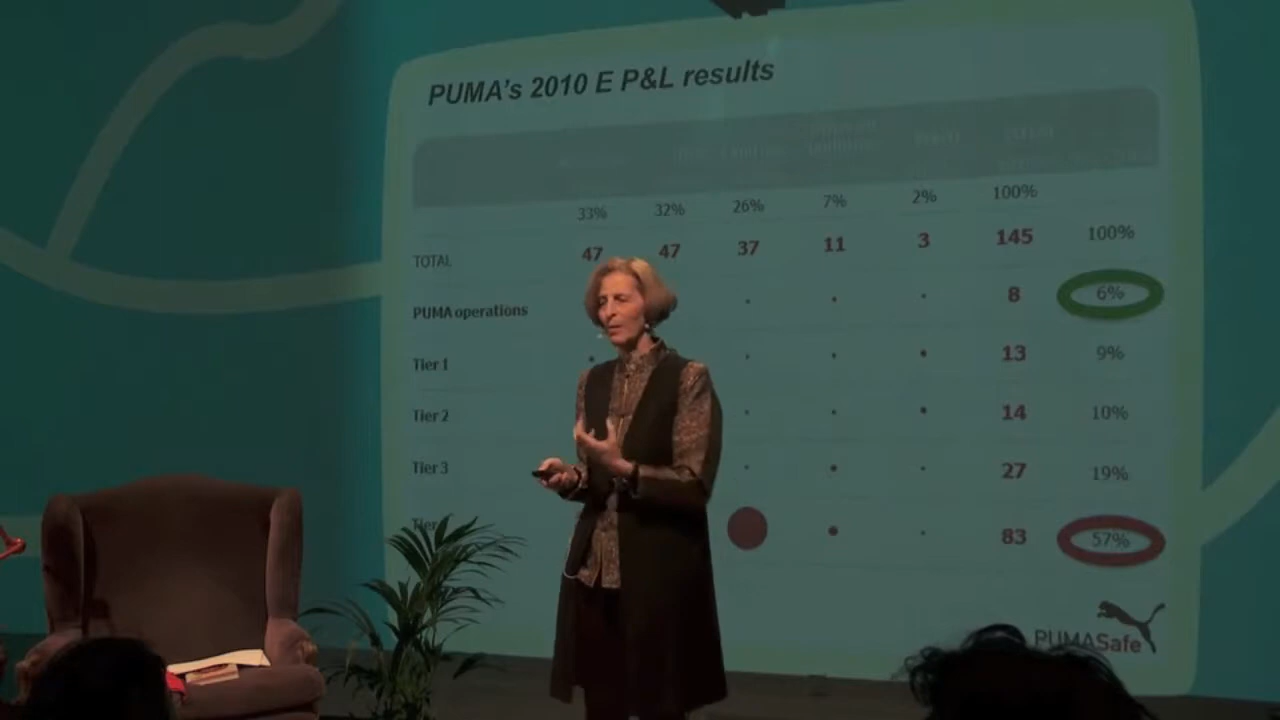 PUMA's 2010 E P&L results
33% 32% 26% 7% 2% 100%
TOTAL 47 47 37 11 3 145 100%
PUMA operations 8 6%
Tier 1 13 9%
Tier 2 14 10%
Tier 3 27 19%
Tier 83 57%
PUMASafe